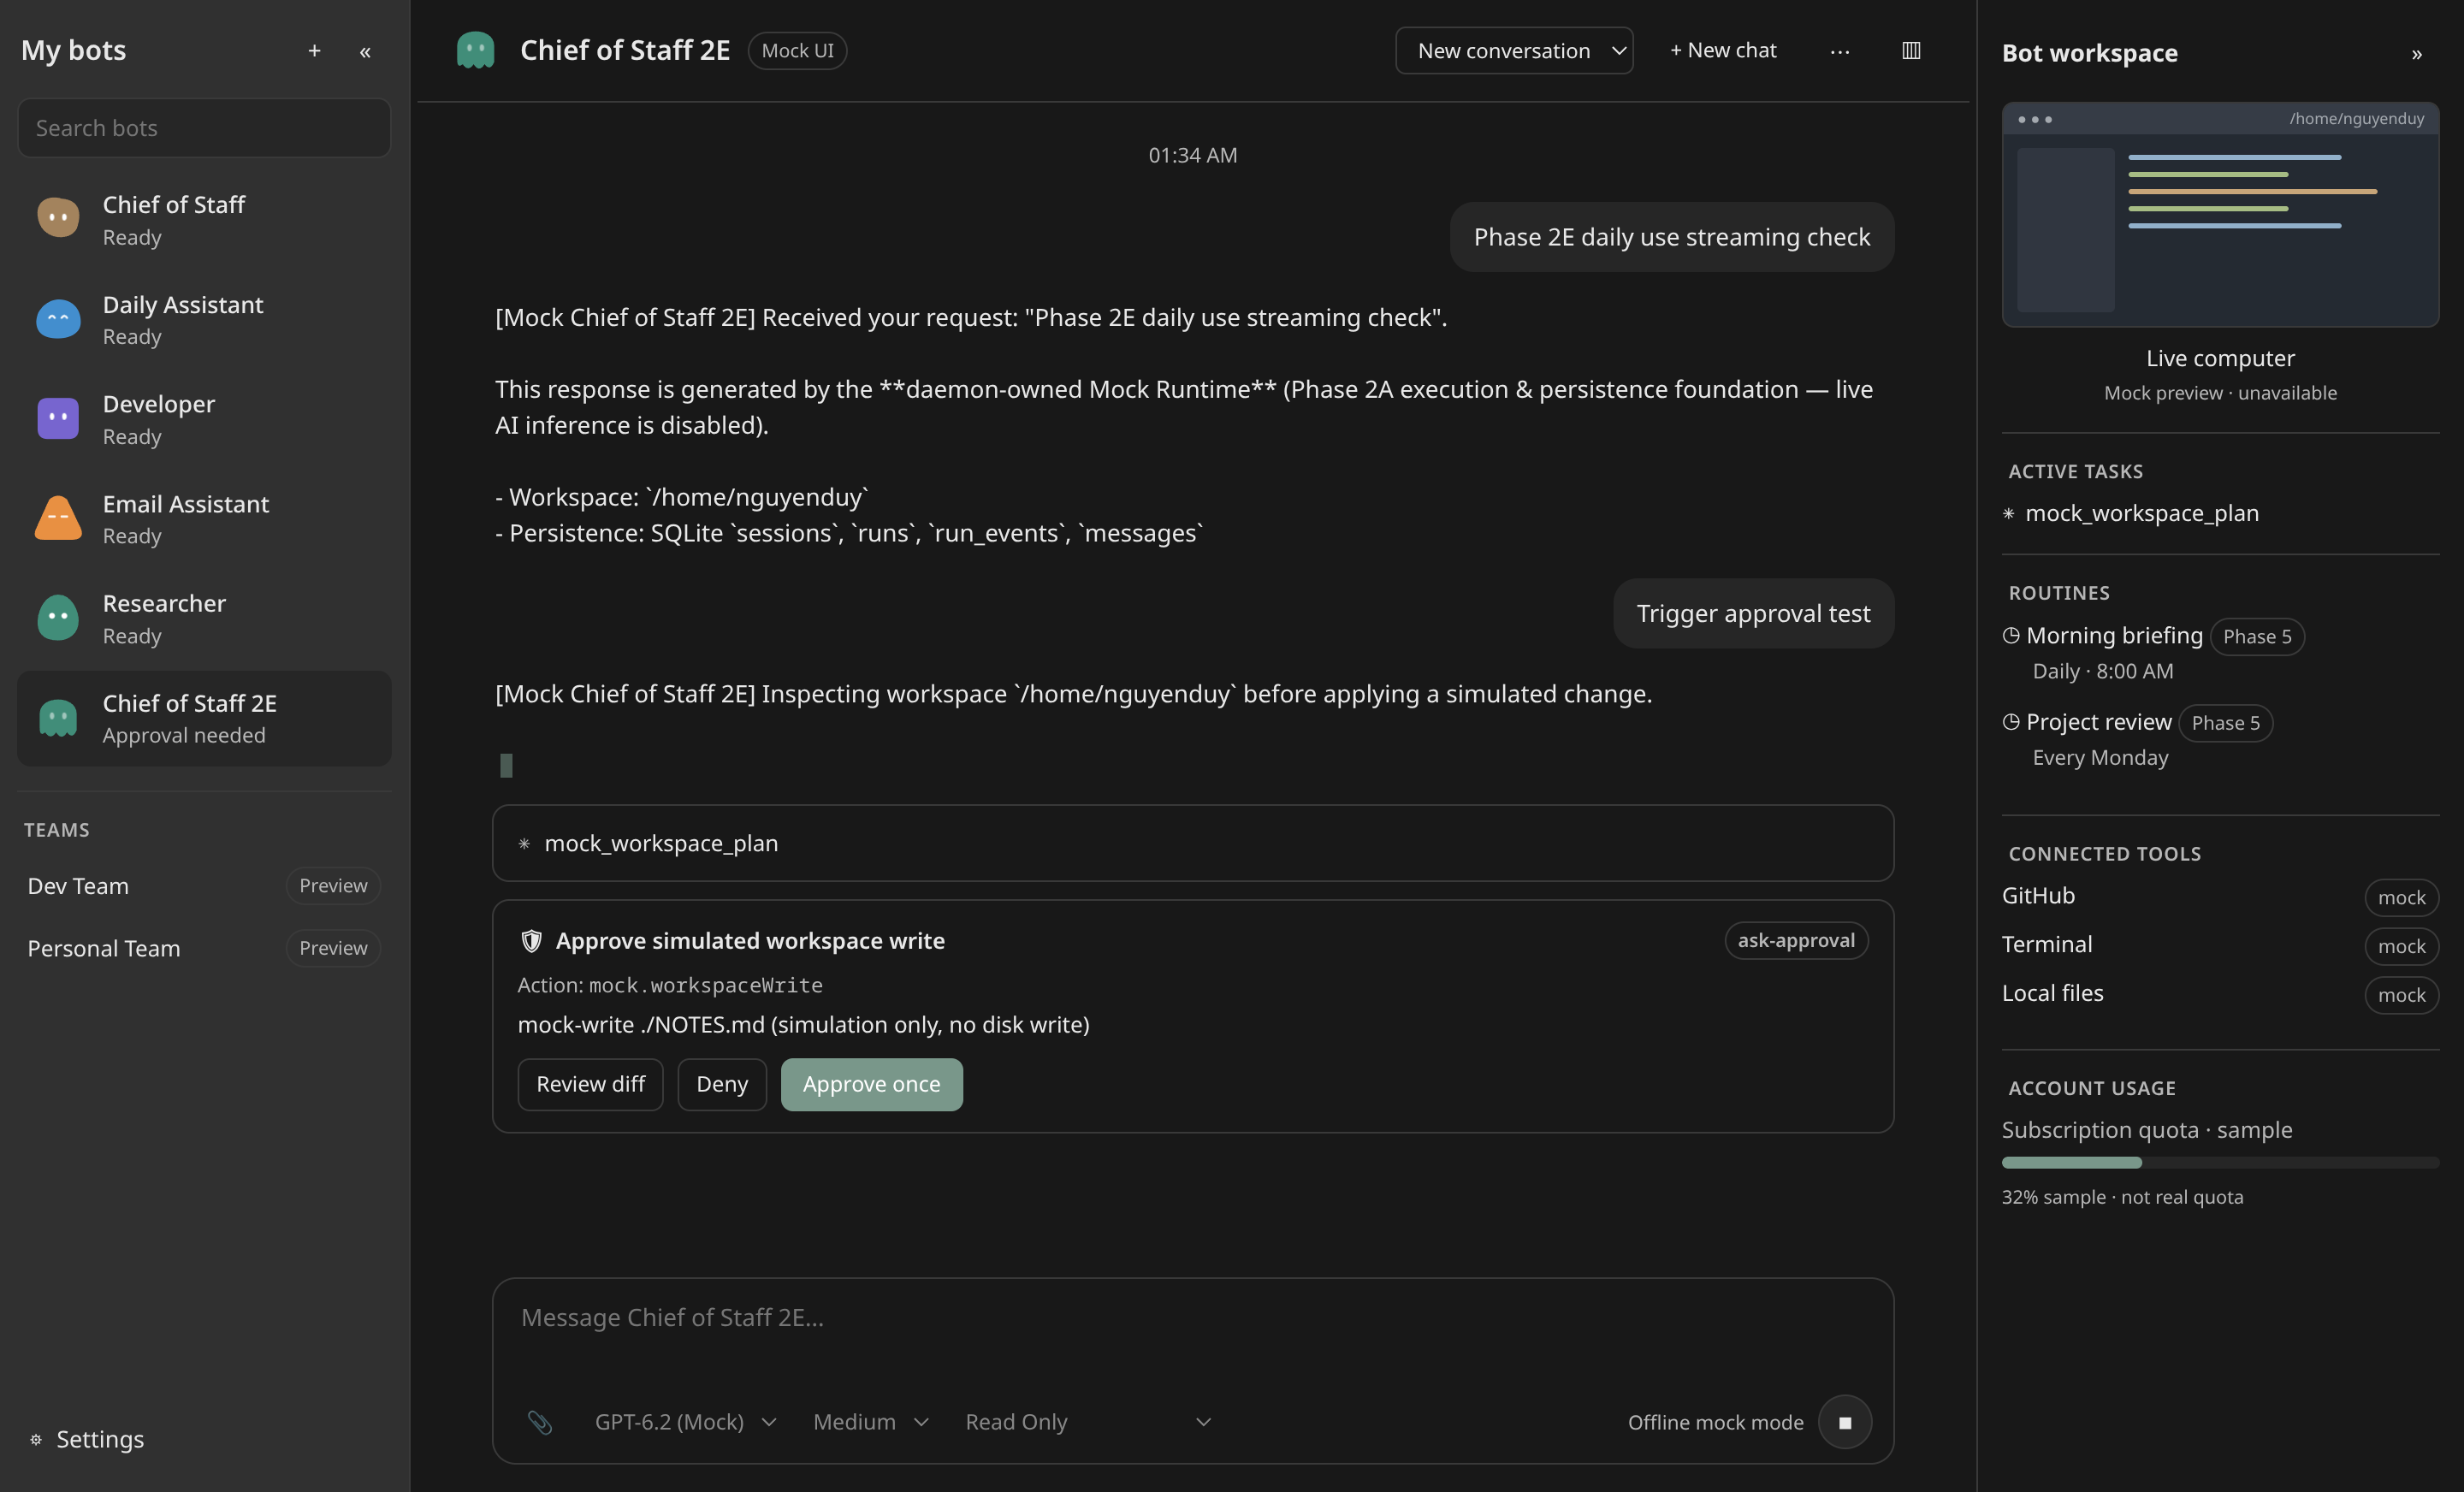 My bots
+
«
Search bots
Chief of Staff
Ready
Daily Assistant
Ready
Developer
Ready
Email Assistant
Ready
Researcher
Ready
Chief of Staff 2E
Approval needed
TEAMS
Dev Team Preview
Personal Team Preview
Settings
Chief of Staff 2E Mock UI
New conversation
+ New chat
...
01:34 AM
Phase 2E daily use streaming check
[Mock Chief of Staff 2E] Received your request: "Phase 2E daily use streaming check".
This response is generated by the **daemon-owned Mock Runtime** (Phase 2A execution & persistence foundation — live
AI inference is disabled).
- Workspace: `/home/nguyenduy`
- Persistence: SQLite `sessions`, `runs`, `run_events`, `messages`
Trigger approval test
[Mock Chief of Staff 2E] Inspecting workspace `/home/nguyenduy` before applying a simulated change.
mock_workspace_plan
Approve simulated workspace write ask-approval
Action: mock.workspaceWrite
mock-write ./NOTES.md (simulation only, no disk write)
Review diff Deny Approve once
Message Chief of Staff 2E...
GPT-6.2 (Mock) Medium Read Only Offline mock mode
Bot workspace
»
/home/nguyenduy
Live computer
Mock preview · unavailable
ACTIVE TASKS
mock_workspace_plan
ROUTINES
Morning briefing Phase 5
Daily · 8:00 AM
Project review Phase 5
Every Monday
CONNECTED TOOLS
GitHub mock
Terminal mock
Local files mock
ACCOUNT USAGE
Subscription quota · sample
32% sample · not real quota